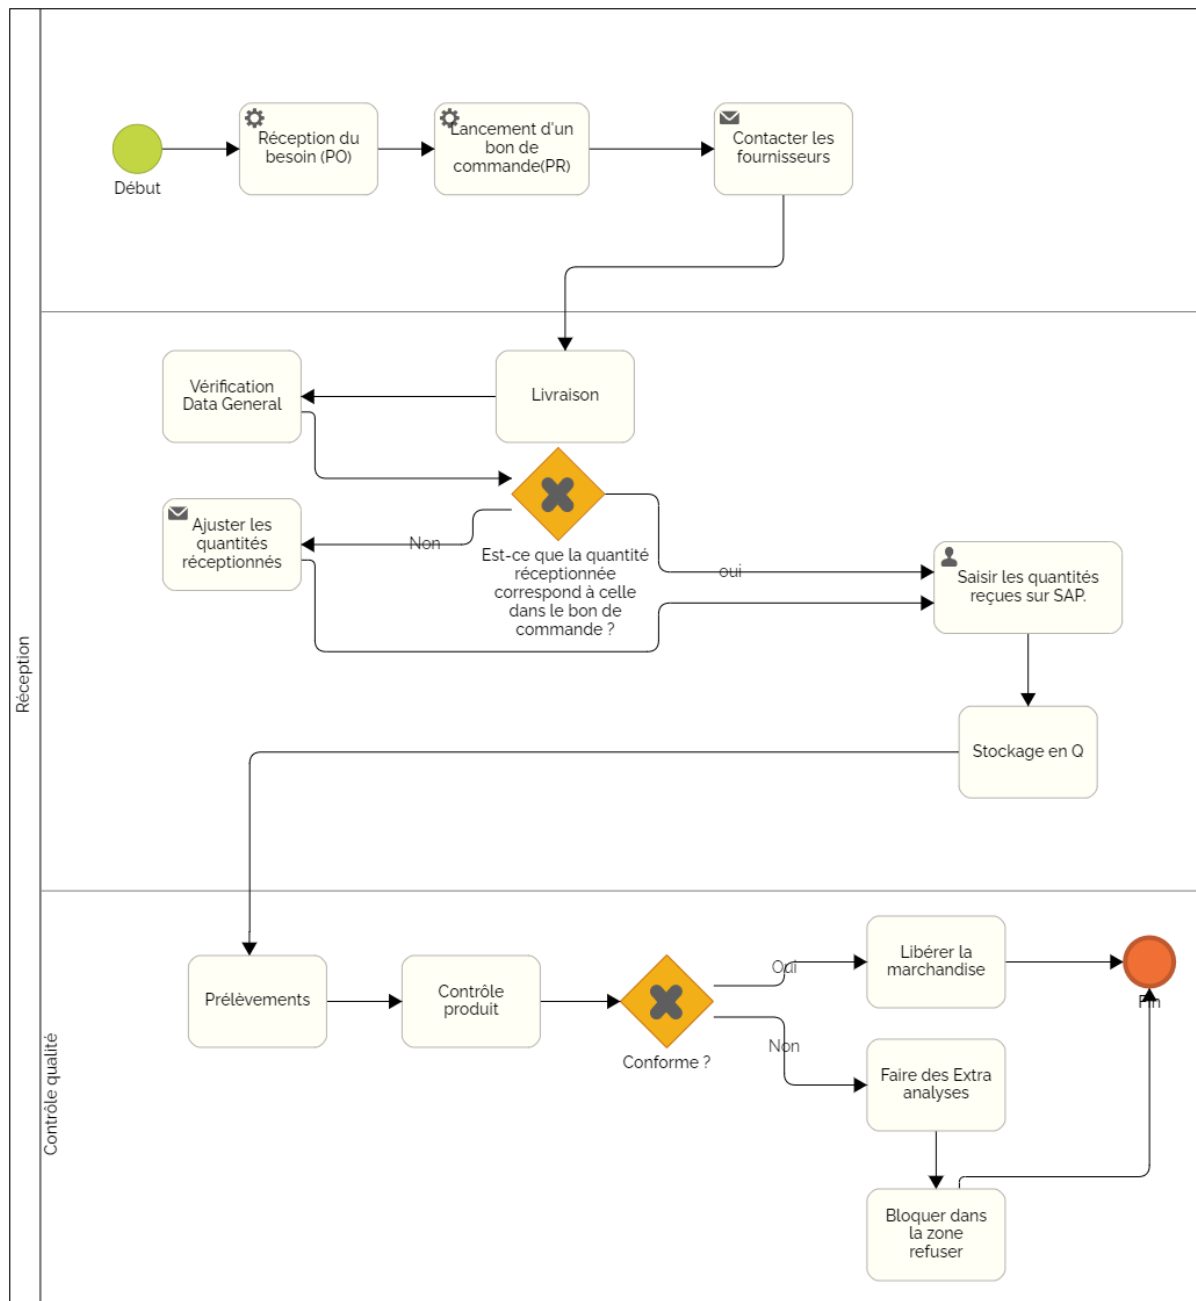 Début
Réception du
besoin (PO)
Lancement d'un
bon de
commande(PR)
Contacter les
fournisseurs
Réception
Vérification
Data General
Livraison
Ajuster les
quantités
réceptionnés
Non
Est-ce que la quantité
réceptionnée
correspond à celle
dans le bon de
commande ?
oui
Saisir les quantités
reçues sur SAP.
Stockage en Q
Contrôle qualité
Prélèvements
Contrôle
produit
Conforme ?
Oui
Non
Libérer la
marchandise
Fin
Faire des Extra
analyses
Bloquer dans
la zone
refuser